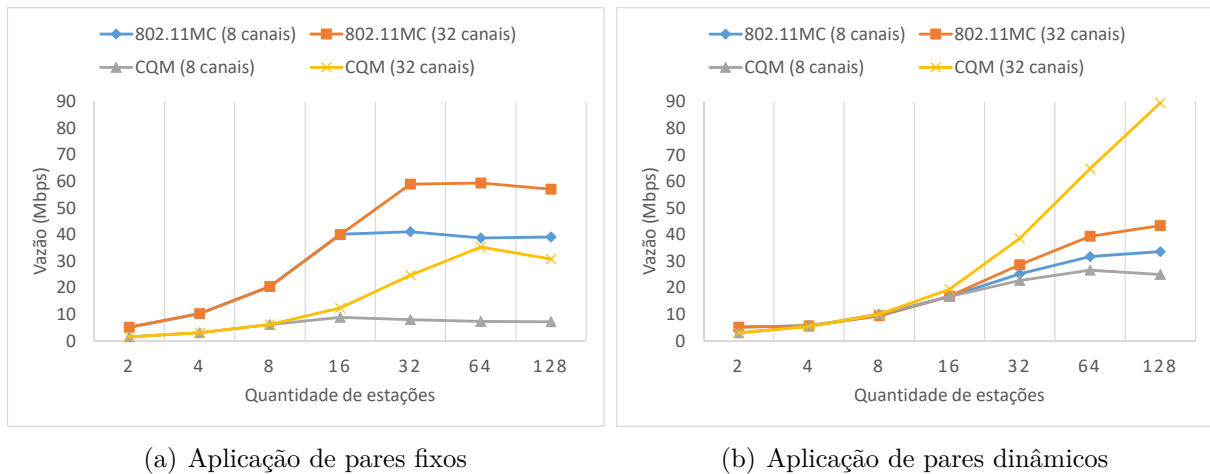 802.11MC (8 canais) 802.11MC (32 canais)
CQM (8 canais) CQM (32 canais)
90
80
70
60
50
40
30
20
10
0
Vazão (Mbps)
2 4 8 16 32 64 128
Quantidade de estações
(a) Aplicação de pares fixos
802.11MC (8 canais) 802.11MC (32 canais)
CQM (8 canais) CQM (32 canais)
90
80
70
60
50
40
30
20
10
0
Vazão (Mbps)
2 4 8 16 32 64 128
Quantidade de estações
(b) Aplicação de pares dinâmicos